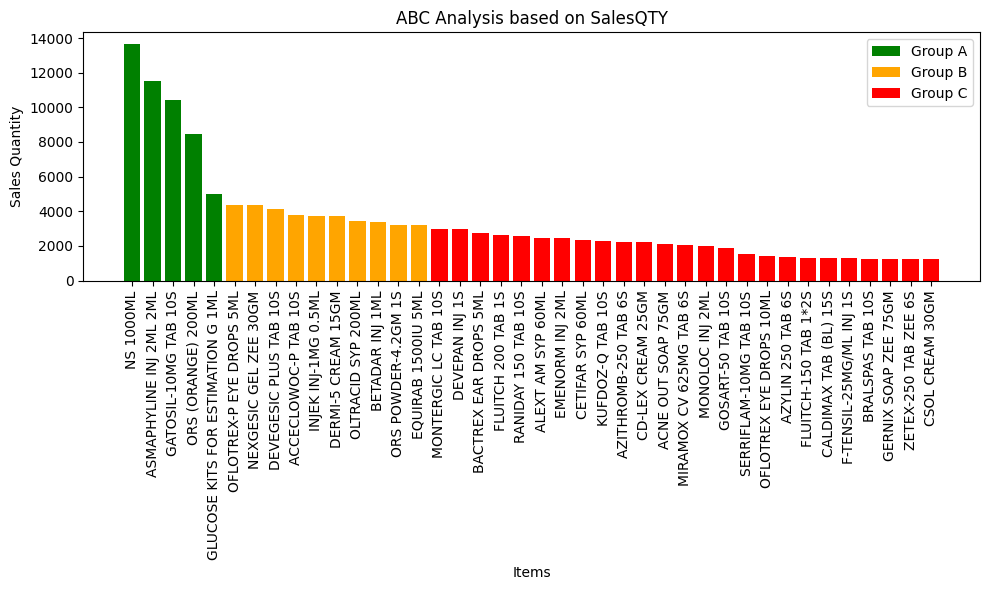 ABC Analysis based on SalesQTY
Sales Quantity
14000
12000
10000
8000
6000
4000
2000
0
Group A
Group B
Group C
NS 1000ML
ASMAPHYLINE INJ 2ML 2ML
GATOSIL-10MG TAB 10S
ORS (ORANGE) 200ML
GLUCOSE KITS FOR ESTIMATION G 1ML
OFLOTREX-P EYE DROPS 5ML
NEXGESIC GEL ZEE 30GM
DEVEGESIC PLUS TAB 10S
ACCECLOWOC-P TAB 10S
INJEK INJ-1MG 0.5ML
DERMI-5 CREAM 15GM
OLTRACID SYP 200ML
BETADAR INJ 1ML
ORS POWDER-4.2GM 1S
EQUIRAB 1500IU 5ML
MONTERGIC LC TAB 10S
DEVEPAN INJ 1S
BACTREX EAR DROPS 5ML
FLUITCH 200 TAB 1S
RANIDAY 150 TAB 10S
ALEXT AM SYP 60ML
EMENORM INJ 2ML
CETIFAR SYP 60ML
KUFDOZ-Q TAB 10S
AZITHROMB-250 TAB 6S
CD-LEX CREAM 25GM
ACNE OUT SOAP 75GM
MIRAMOX CV 625MG TAB 6S
MONOLOC INJ 2ML
GOSART-50 TAB 10S
SERRIFLAM-10MG TAB 10S
OFLOTREX EYE DROPS 10ML
AZYLIN 250 TAB 6S
FLUITCH-150 TAB 1*2S
CALDIMAX TAB (BL) 15S
F-TENSIL-25MG/ML INJ 1S
BRALSPAS TAB 10S
GERNIX SOAP ZEE 75GM
ZETEX-250 TAB ZEE 6S
CSOL CREAM 30GM
Items